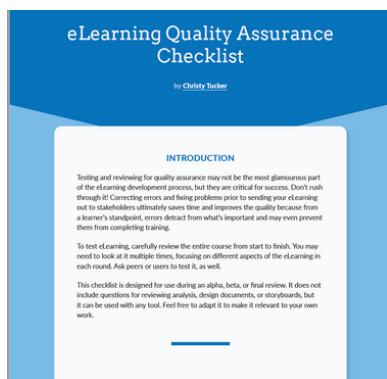 eLearning Quality Assurance
Checklist
by Christy Tucker
INTRODUCTION
Testing and reviewing for quality assurance may not be the most glamourous part
of the eLearning development process, but they are critical for success. Don't rush
through it! Correcting errors and fixing problems prior to sending your eLearning
out to stakeholders ultimately saves time and improves the quality because from
a learner's standpoint, errors detract from what's important and may even prevent
them from completing training.
To test eLearning, carefully review the entire course from start to finish. You may
need to look at it multiple times, focusing on different aspects of the eLearning in
each round. Ask peers or users to test it, as well.
This checklist is designed for use during an alpha, beta, or final review. It does not
include questions for reviewing analysis, design documents, or storyboards, but
it can be used with any tool. Feel free to adapt it to make it relevant to your own
work.